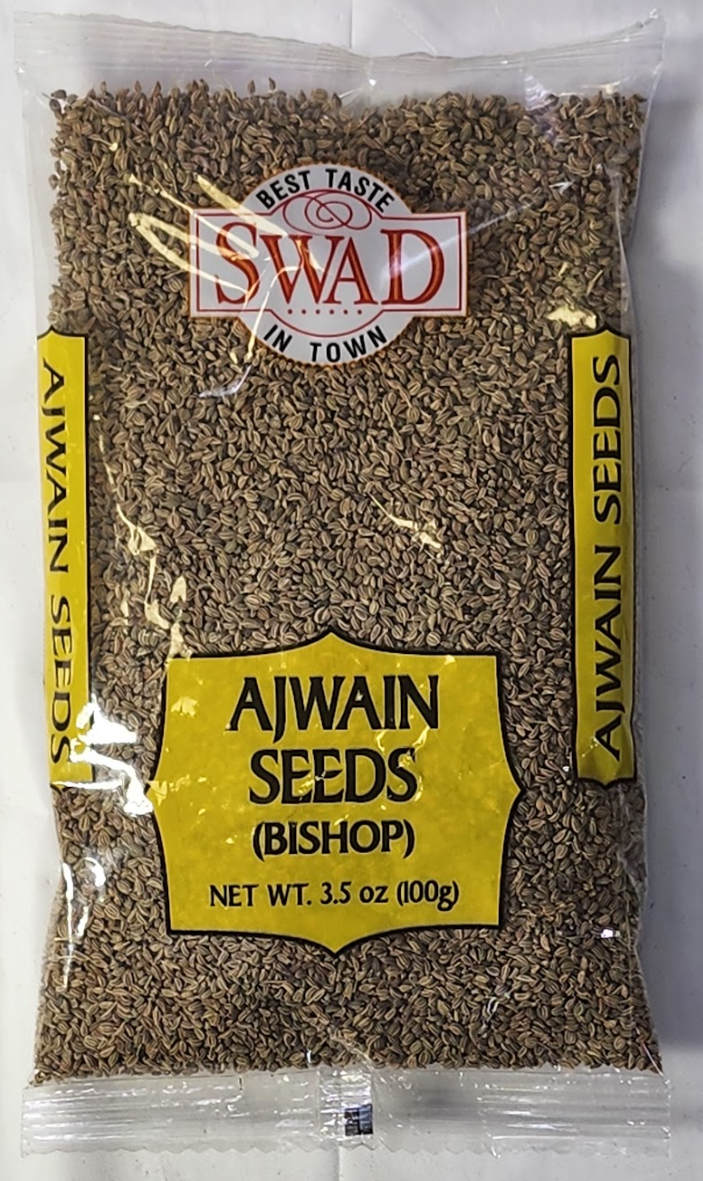 BEST TASTE
SWAD
IN TOWN
AJWAIN SEEDS
AJWAIN SEEDS
AJWAIN
SEEDS
(BISHOP)
NET WT. 3.5 oz (100g)